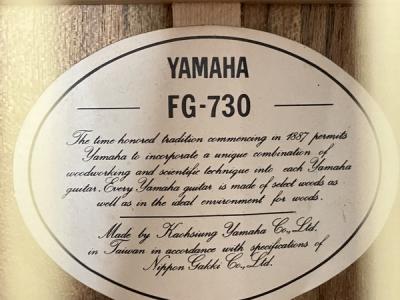 YAMAHA
FG-730
The time honored tradition commencing in 1887 permits
Yamaha to incorporate a unique combination of
woodworking and scientific technique into each Yamaha
guitar. Every Yamaha guitar is made of select woods as
well as in the ideal environment for woods.
Made by Kaohsiung Yamaha Co., Ltd.
in Taiwan in accordance with specifications of
Nippon Gakki Co., Ltd.